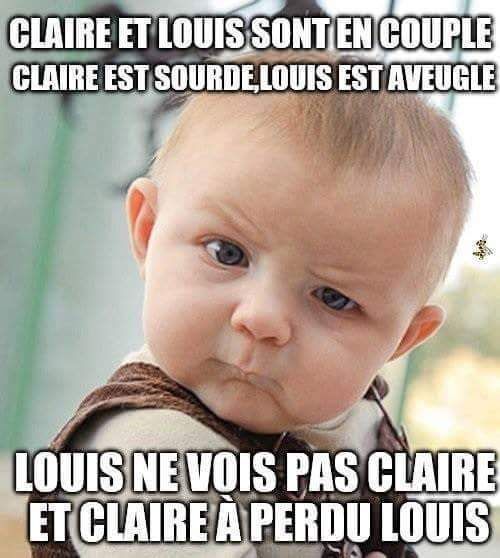 CLAIRE ET LOUIS SONT EN COUPLE
CLAIRE EST SOURDE,LOUIS EST AVEUGLE
LOUIS NE VOIS PAS CLAIRE
ET CLAIRE À PERDU LOUIS